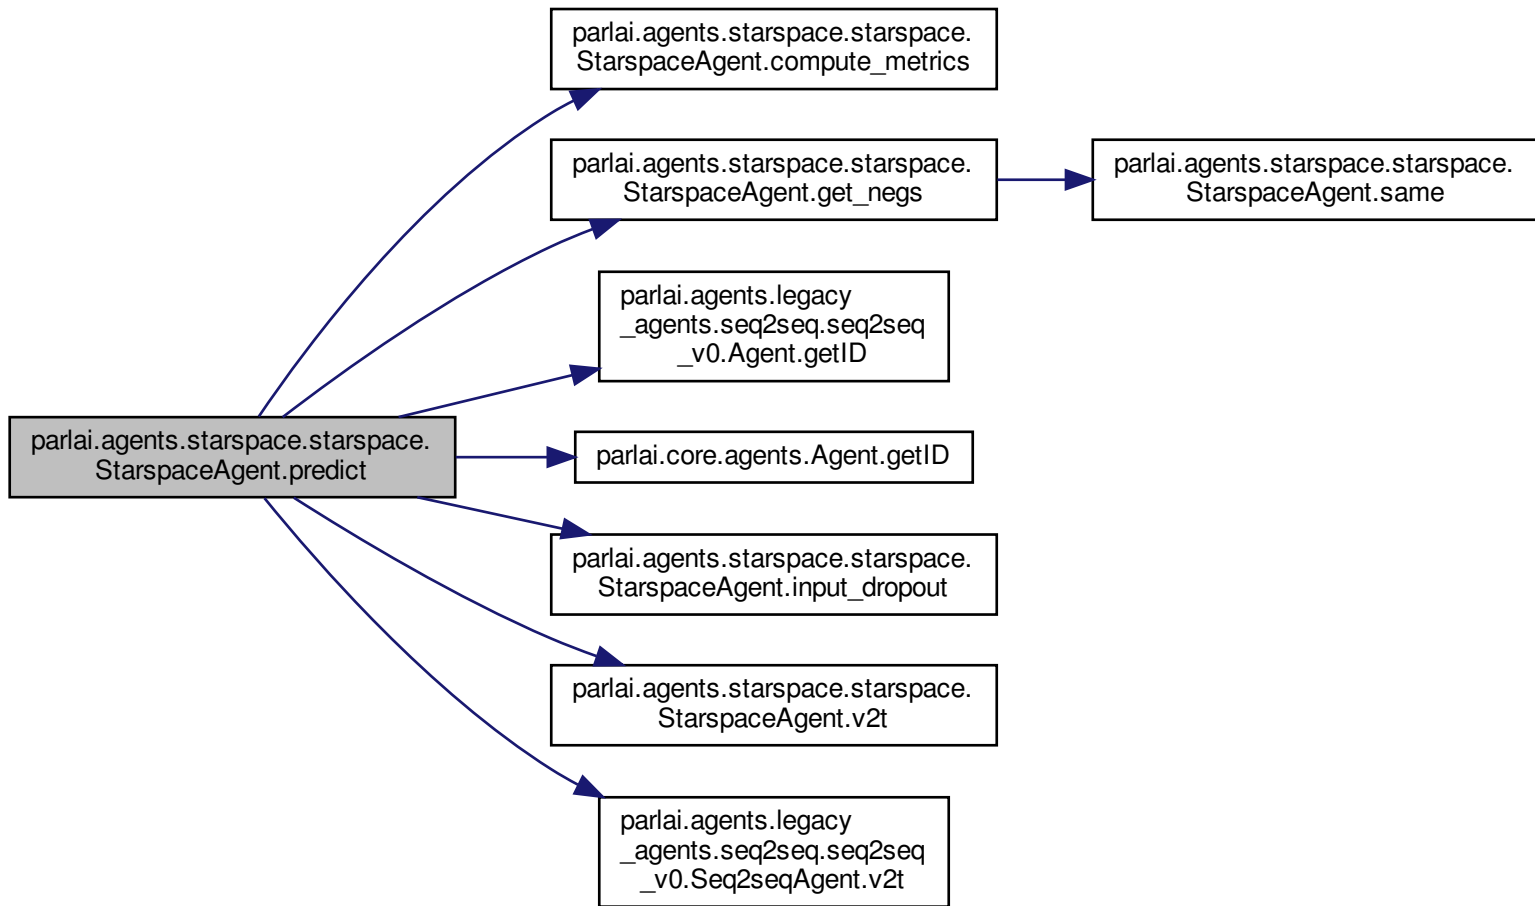 parlai.agents.starspace.starspace.
StarspaceAgent.compute_metrics
parlai.agents.starspace.starspace.
StarspaceAgent.get_negs
parlai.agents.starspace.starspace.
StarspaceAgent.same
parlai.agents.legacy
_agents.seq2seq.seq2seq
_v0.Agent.getID
parlai.agents.starspace.starspace.
StarspaceAgent.predict
parlai.core.agents.Agent.getID
parlai.agents.starspace.starspace.
StarspaceAgent.input_dropout
parlai.agents.starspace.starspace.
StarspaceAgent.v2t
parlai.agents.legacy
_agents.seq2seq.seq2seq
_v0.Seq2seqAgent.v2t